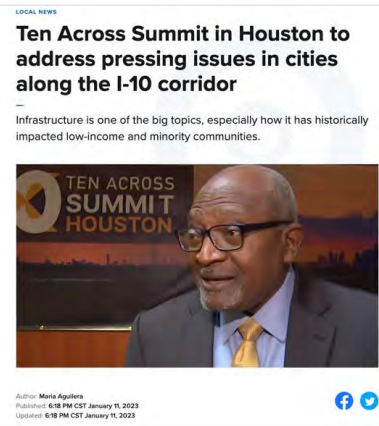 LOCAL NEWS
Ten Across Summit in Houston to
address pressing issues in cities
along the I-10 corridor
Infrastructure is one of the big topics, especially how it has historically
impacted low-income and minority communities.
TEN ACROSS
SUMMIT
HOUSTON
Author: Maria Aguilera
Published: 6:18 PM CST January 11, 2023
Updated: 6:18 PM CST January 11, 2023